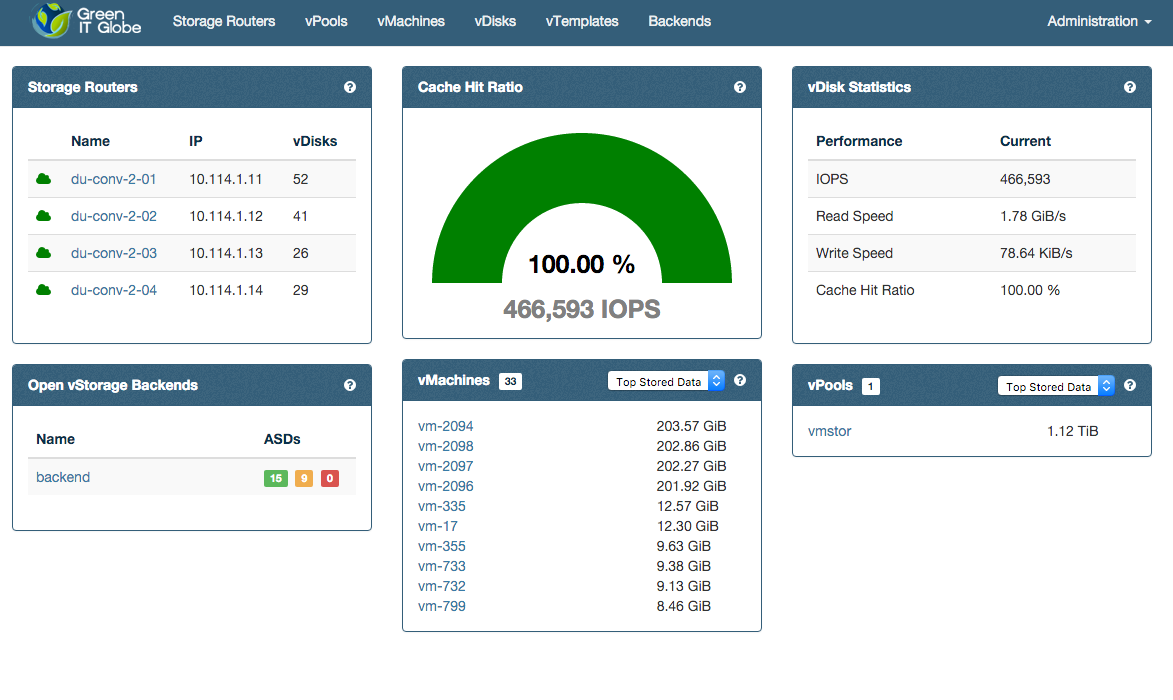 Green
IT Globe
Storage Routers vPools vMachines vDisks vTemplates Backends Administration
Storage Routers ?
Name IP vDisks
du-conv-2-01 10.114.1.11 52
du-conv-2-02 10.114.1.12 41
du-conv-2-03 10.114.1.13 26
du-conv-2-04 10.114.1.14 29
Cache Hit Ratio ?
100.00 %
466,593 IOPS
vDisk Statistics ?
Performance Current
IOPS 466,593
Read Speed 1.78 GiB/s
Write Speed 78.64 KiB/s
Cache Hit Ratio 100.00 %
Open vStorage Backends ?
Name ASDs
backend 15 9 0
vMachines 33 Top Stored Data ?
vm-2094 203.57 GiB
vm-2098 202.86 GiB
vm-2097 202.27 GiB
vm-2096 201.92 GiB
vm-335 12.57 GiB
vm-17 12.30 GiB
vm-355 9.63 GiB
vm-733 9.38 GiB
vm-732 9.13 GiB
vm-799 8.46 GiB
vPools 1 Top Stored Data ?
vmstor 1.12 TiB